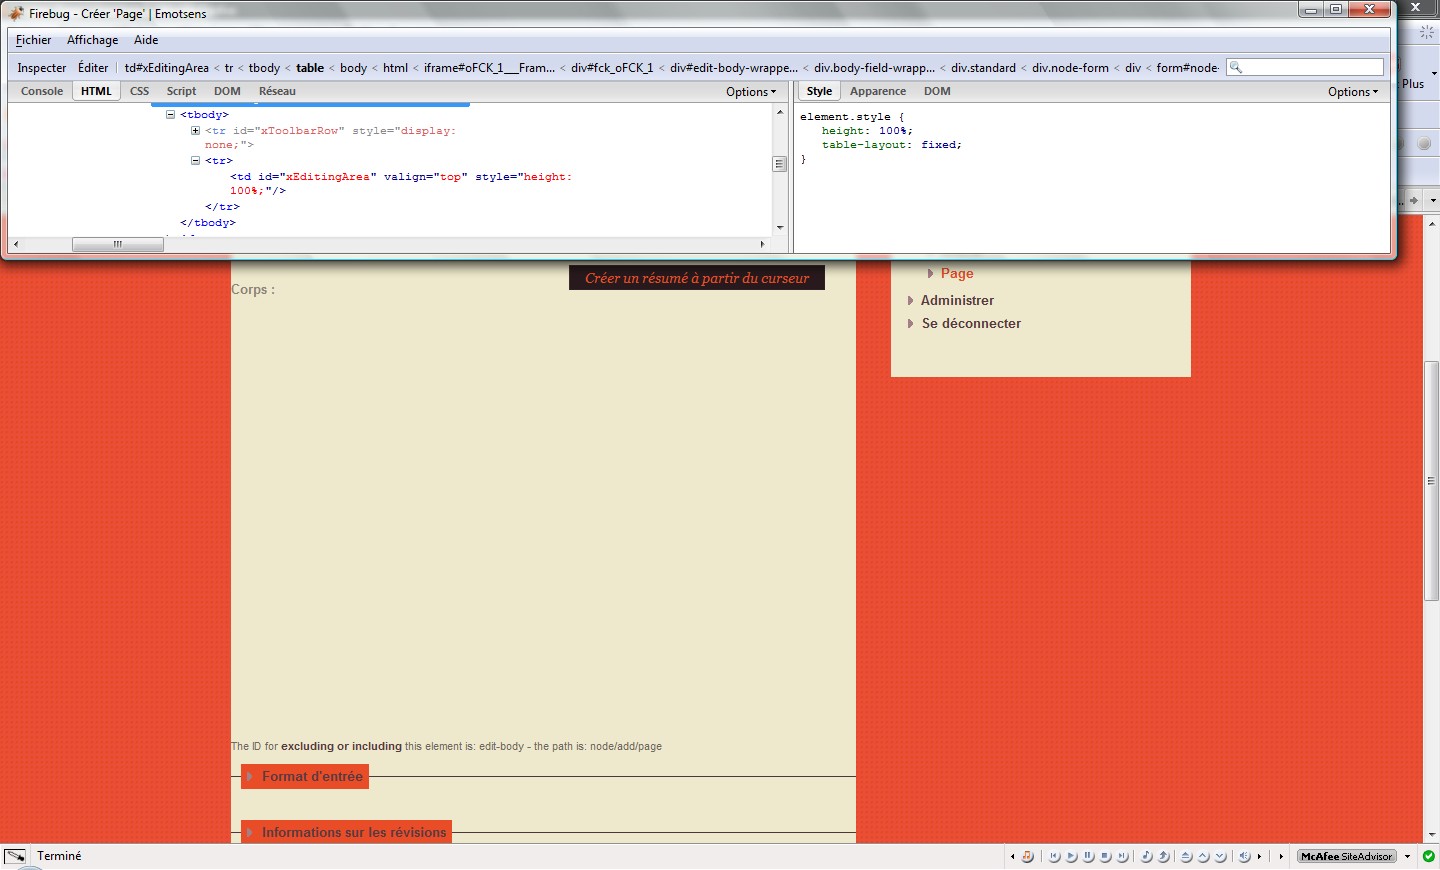 Firebug - Créer 'Page' | Emotsens
Fichier Affichage Aide
Inspecter Éditer td#xEditingArea < tr < tbody < table < body < html < iframe#oFCK_1___Fram... < div#fck_oFCK_1 < div#edit-body-wrappe... < div.body-field-wrapp... < div.standard < div.node-form < div < form#node-
Console HTML CSS Script DOM Réseau Options
Style Apparence DOM Options
<tbody>
<tr id="xToolbarRow" style="display:
none;">
<tr>
<td id="xEditingArea" valign="top" style="height:
100%;"/>
</tr>
</tbody>
element.style {
height: 100%;
table-layout: fixed;
}
Plus
Créer un résumé à partir du curseur
Corps :
Page
Administrer
Se déconnecter
The ID for excluding or including this element is: edit-body - the path is: node/add/page
Format d'entrée
Informations sur les révisions
Terminé
McAfee SiteAdvisor